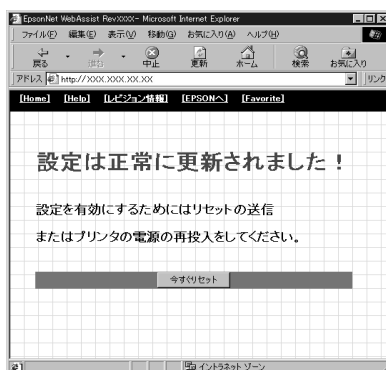 EpsonNet WebAssist RevXXXX- Microsoft Internet Explorer
ファイル(F) 編集(E) 表示(V) 移動(G) お気に入り(A) ヘルプ(H)
戻る 進む 中止 更新 ホーム 検索 お気に入り
アドレス http://XXX.XXX.XX.XX リンク
[Home] [Help] [レビジョン情報] [EPSONへ] [Favorite]
設定は正常に更新されました！
設定を有効にするためにはリセットの送信
またはプリンタの電源の再投入をしてください。
今すぐリセット
イントラネット ゾーン